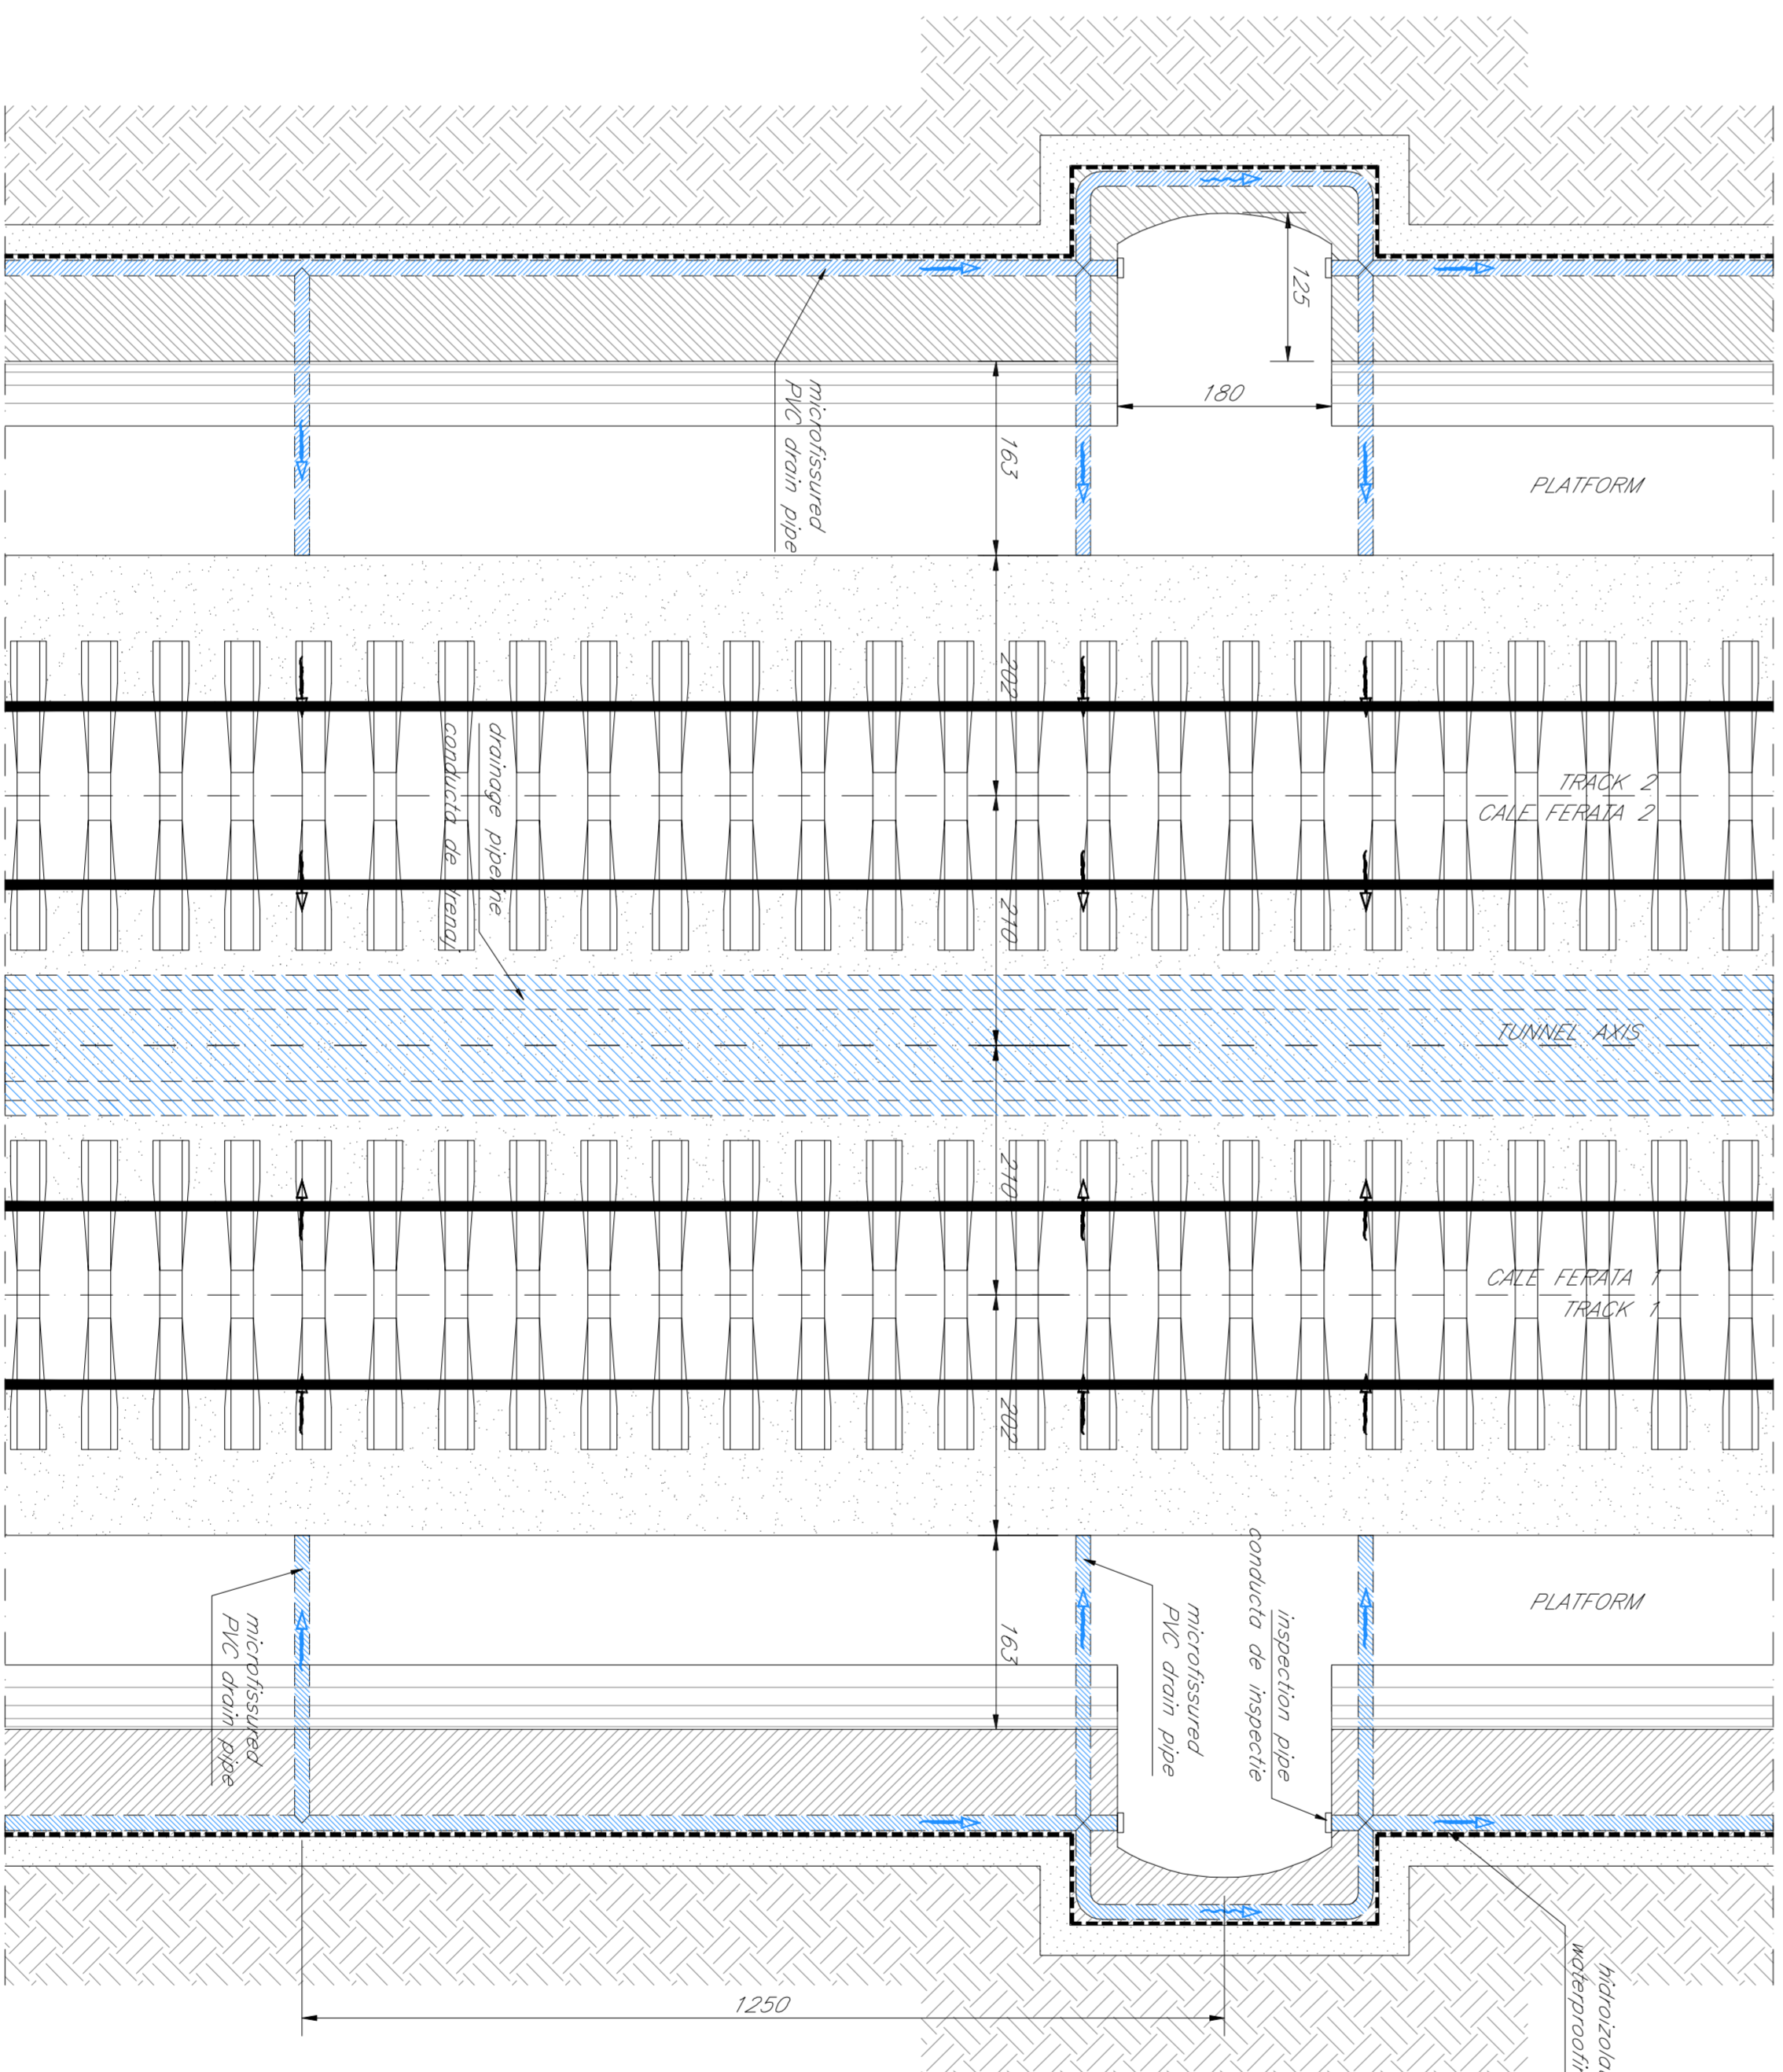 125
180
microfissured
PVC drain pipe
163
PLATFORM
202
TRACK 2
CALE FERATA 2
drainage pipeline
conducta de drenaj
210
TUNNEL AXIS
210
CALE FERATA 1
TRACK 1
202
PLATFORM
163
inspection pipe
conducta de inspectie
microfissured
PVC drain pipe
microfissured
PVC drain pipe
1250